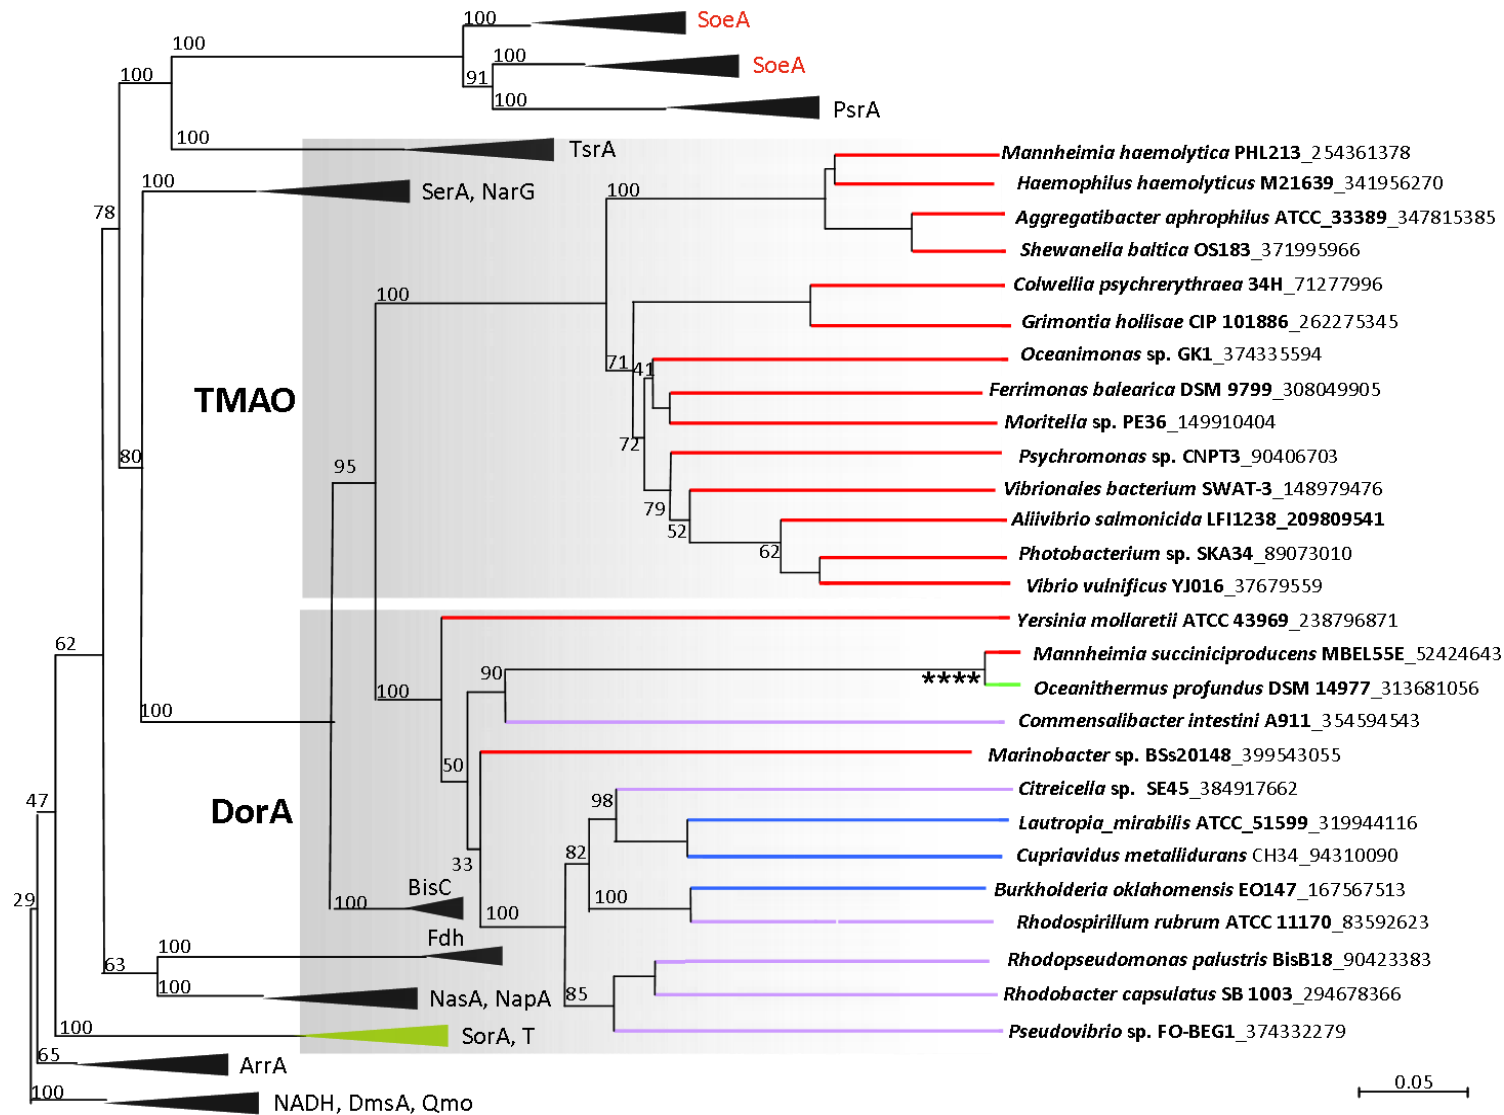 100
SoeA
100
100
SoeA
100
91
100
PsrA
100
TsrA
Mannheimia haemolytica PHL213_254361378
100
SerA, NarG
100
Haemophilus haemolyticus M21639_341956270
78
Aggregatibacter aphrophilus ATCC_33389_347815385
Shewanella baltica OS183_371995966
Colwellia psychrerythraea 34H_71277996
100
Grimontia hollisae CIP 101886_262275345
Oceanimonas sp. GK1_374335594
71
41
TMAO
Ferrimonas balearica DSM 9799_308049905
Moritella sp. PE36_149910404
72
80
95
Psychromonas sp. CNPT3_90406703
Vibrionales bacterium SWAT-3_148979476
79
52
Aliivibrio salmonicida LFI1238_209809541
62
Photobacterium sp. SKA34_89073010
Vibrio vulnificus YJ016_37679559
Yersinia mollaretii ATCC 43969_238796871
62
Mannheimia succiniciproducens MBEL55E_52424643
90
****
100
Oceanithermus profundus DSM 14977_313681056
100
Commensalibacter intestini A911_354594543
50
Marinobacter sp. BSs20148_399543055
Citreicella sp. SE45_384917662
47
98
DorA
Lautropia_mirabilis ATCC_51599_319944116
82
33
Cupriavidus metallidurans CH34_94310090
BisC
Burkholderia oklahomensis EO147_167567513
29
100
100
100
Rhodospirillum rubrum ATCC 11170_83592623
Fdh
100
63
Rhodopseudomonas palustris BisB18_90423383
100
NasA, NapA
85
Rhodobacter capsulatus SB 1003_294678366
100
SorA, T
Pseudovibrio sp. FO-BEG1_374332279
65
ArrA
0.05
100
NADH, DmsA, Qmo